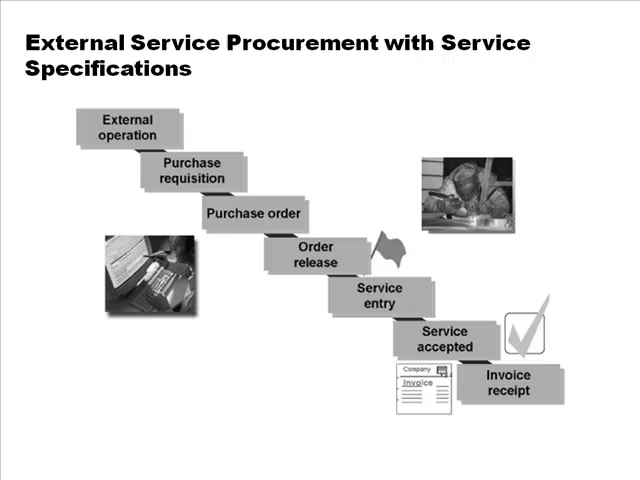 External Service Procurement with Service
Specifications
External
operation
Purchase
requisition
Purchase order
Order
release
Service
entry
Service
accepted
Company
Invoice
Invoice
receipt